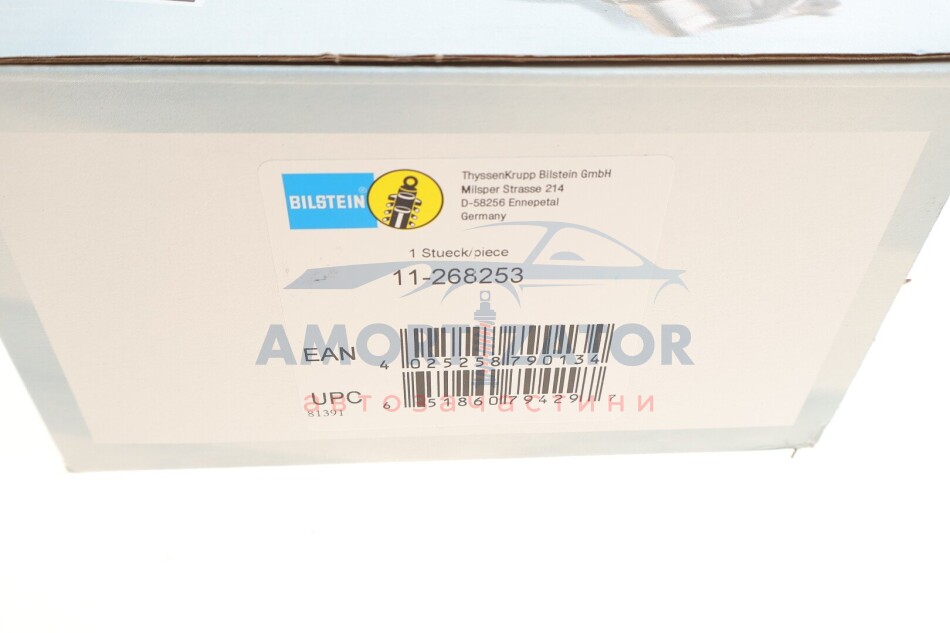 BILSTEIN®
ThyssenKrupp Bilstein GmbH
Milsper Strasse 214
D-58256 Ennepetal
Germany
1 Stueck/piece
11-268253
AMORTIZATOR
EAN 4 025258 790134
UPC 6 51860 79429 7
автозапчастини
81391